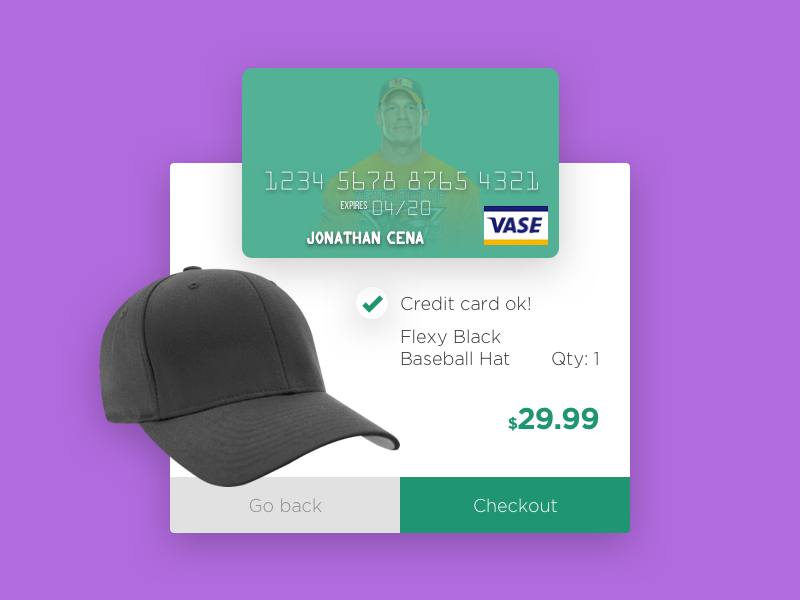 1234 5678 8765 4321
EXPIRES 04/20
JONATHAN CENA
VASE
Credit card ok!
Flexy Black
Baseball Hat Qty: 1
$29.99
Go back Checkout